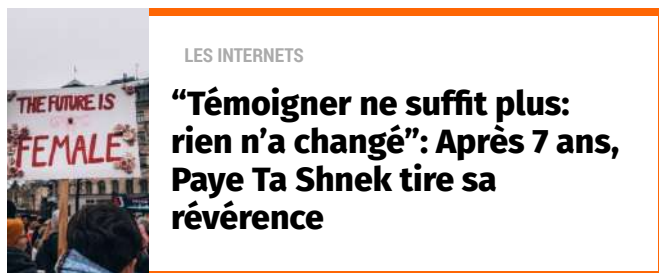 THE FUTURE IS
FEMALE
LES INTERNETS
“Témoigner ne suffit plus:
rien n’a changé”: Après 7 ans,
Paye Ta Shnek tire sa
révérence